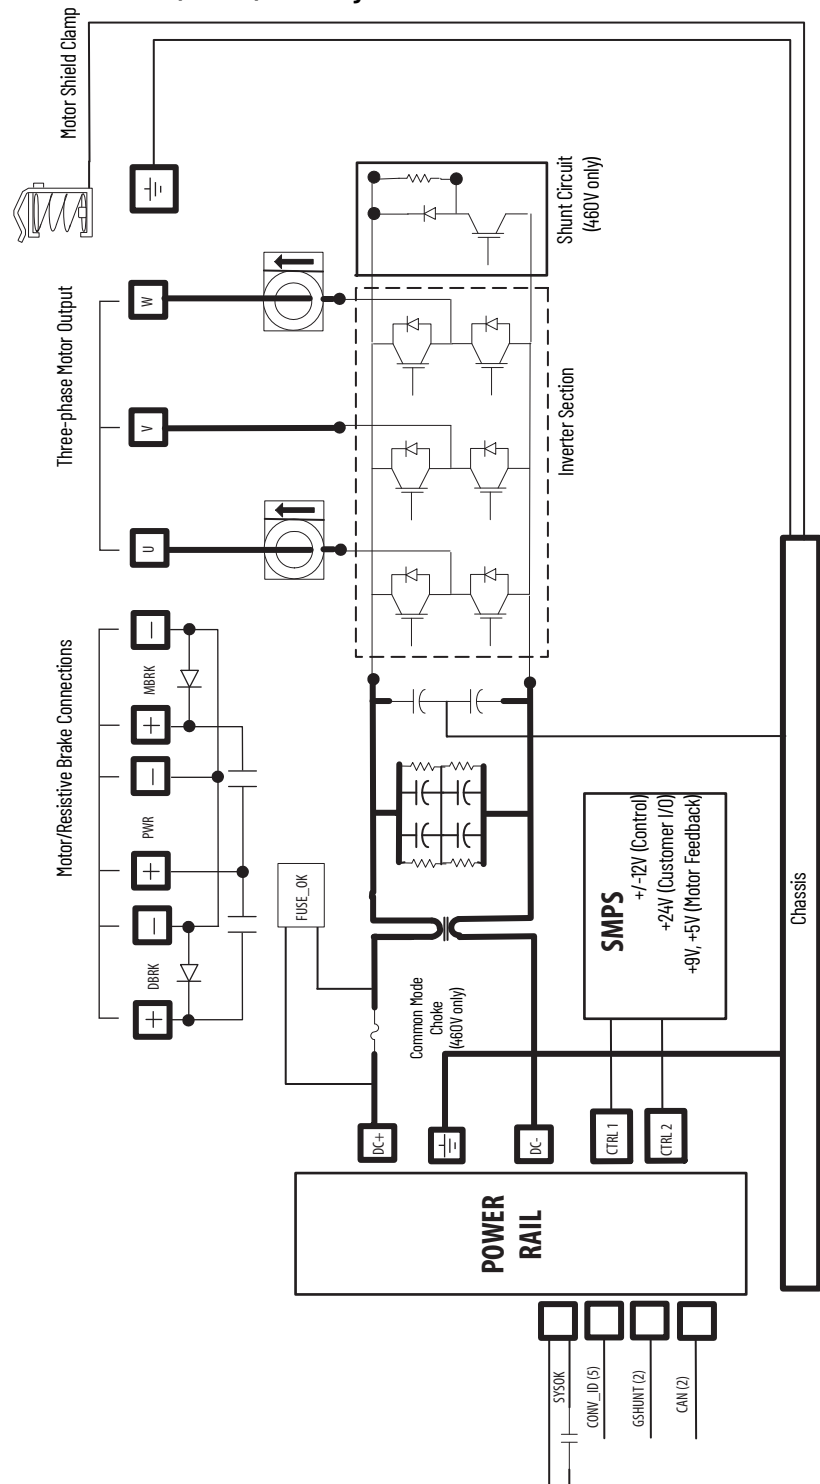 Motor Shield Clamp
Three-phase Motor Output
W
V
U
Shunt Circuit
(460V only)
Inverter Section
Motor/Resistive Brake Connections
MBRK
PWR
DBRK
FUSE_OK
Common Mode
Choke
(460V only)
SMPS
+/-12V (Control)
+24V (Customer I/O)
+9V, +5V (Motor Feedback)
Chassis
DC+
DC-
CTRL 1
CTRL 2
POWER
RAIL
SYSOK
CONV_ID (5)
GSHUNT (2)
CAN (2)